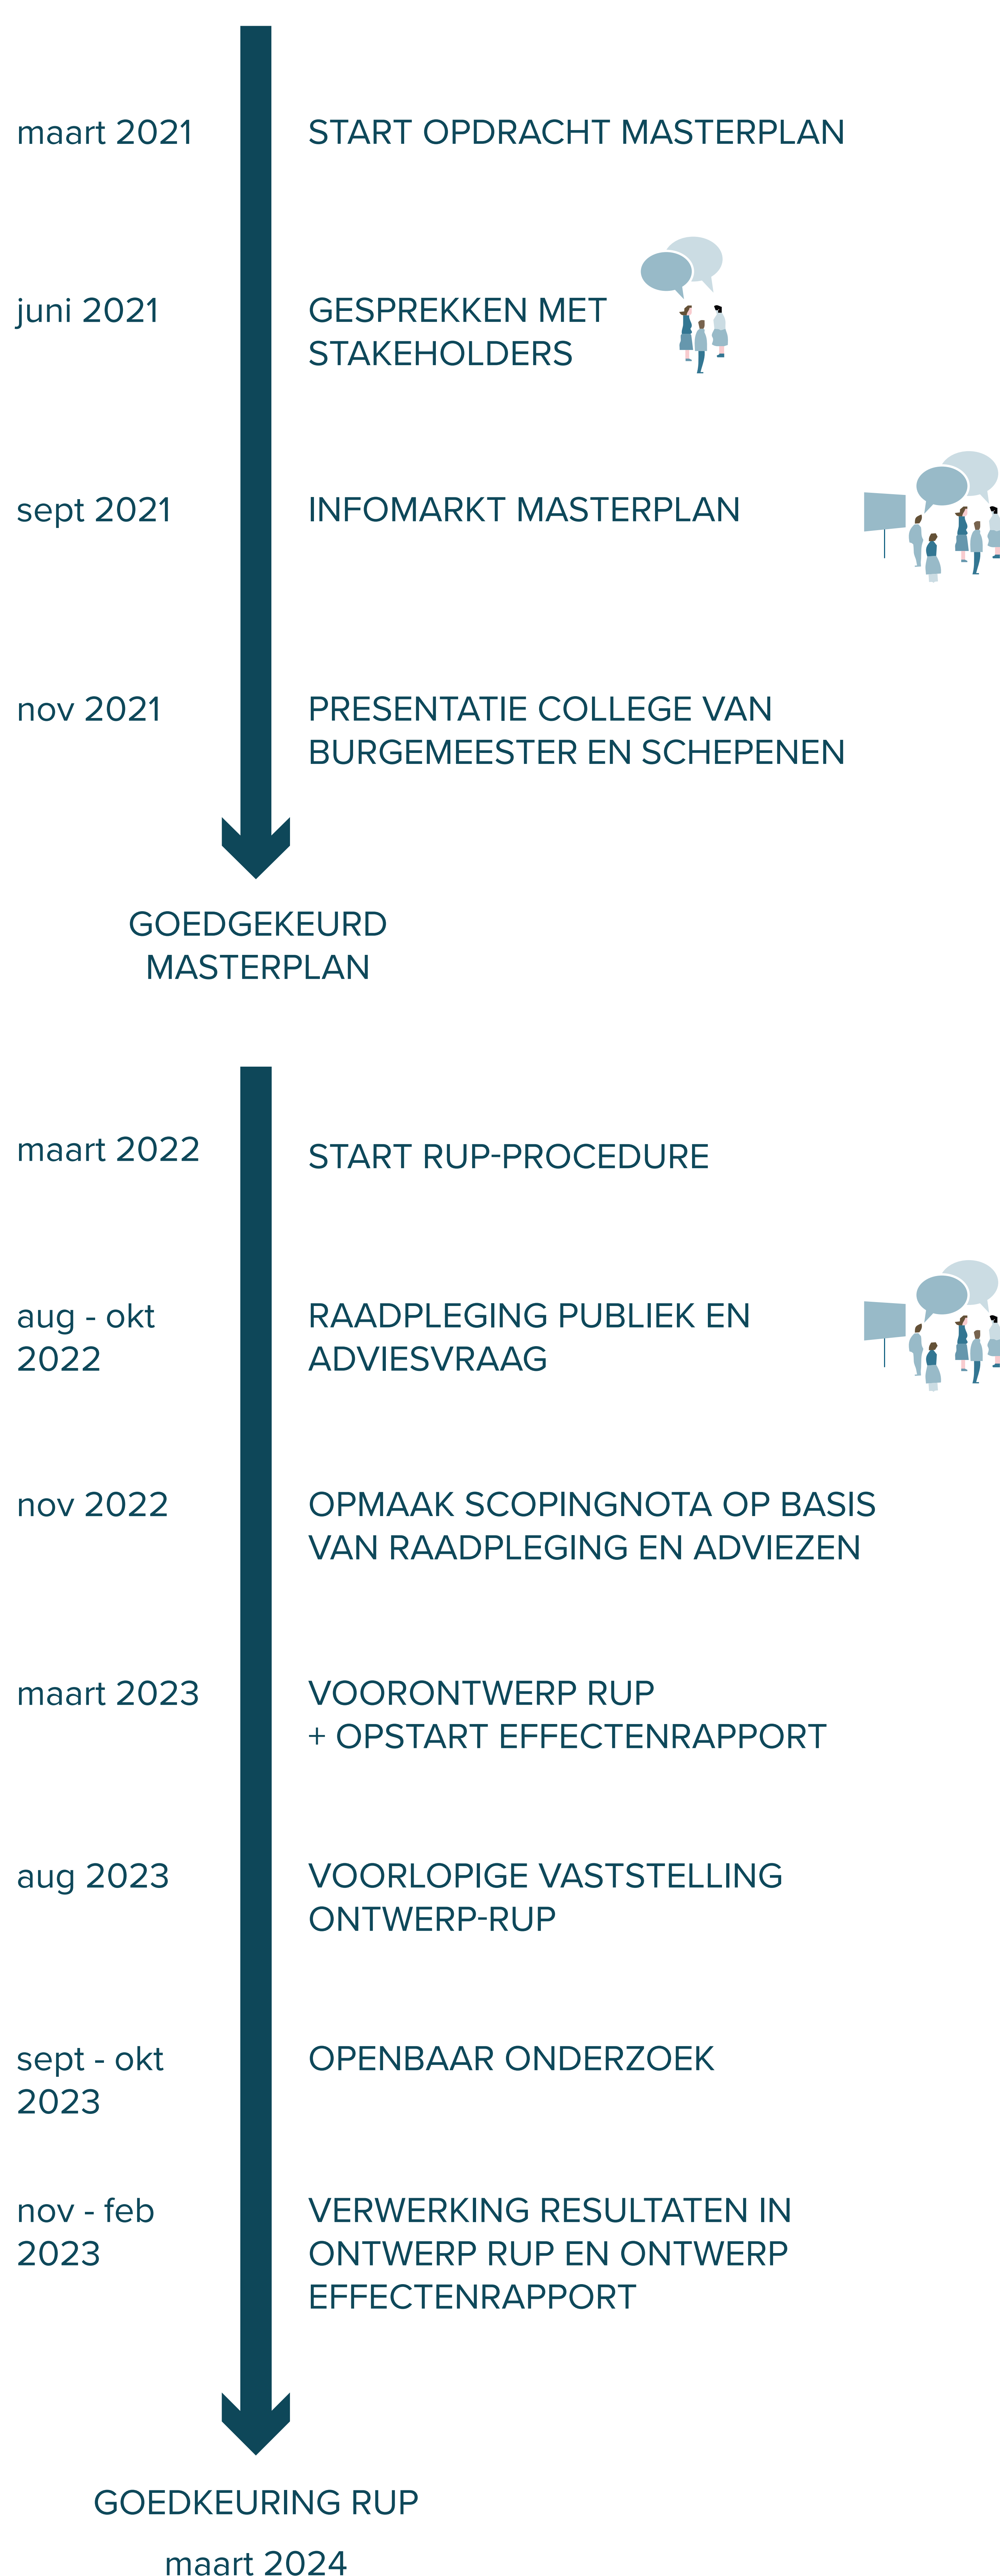 maart 2021
START OPDRACHT MASTERPLAN
juni 2021
GESPREKKEN MET
STAKEHOLDERS
sept 2021
INFOMARKT MASTERPLAN
nov 2021
PRESENTATIE COLLEGE VAN
BURGEMEESTER EN SCHEPENEN
GOEDGEKEURD
MASTERPLAN
maart 2022
START RUP-PROCEDURE
aug - okt
2022
RAADPLEGING PUBLIEK EN
ADVIESVRAAG
nov 2022
OPMAAK SCOPINGNOTA OP BASIS
VAN RAADPLEGING EN ADVIEZEN
maart 2023
VOORONTWERP RUP
+ OPSTART EFFECTENRAPPORT
aug 2023
VOORLOPIGE VASTSTELLING
ONTWERP-RUP
sept - okt
2023
OPENBAAR ONDERZOEK
nov - feb
2023
VERWERKING RESULTATEN IN
ONTWERP RUP EN ONTWERP
EFFECTENRAPPORT
GOEDKEURING RUP
maart 2024